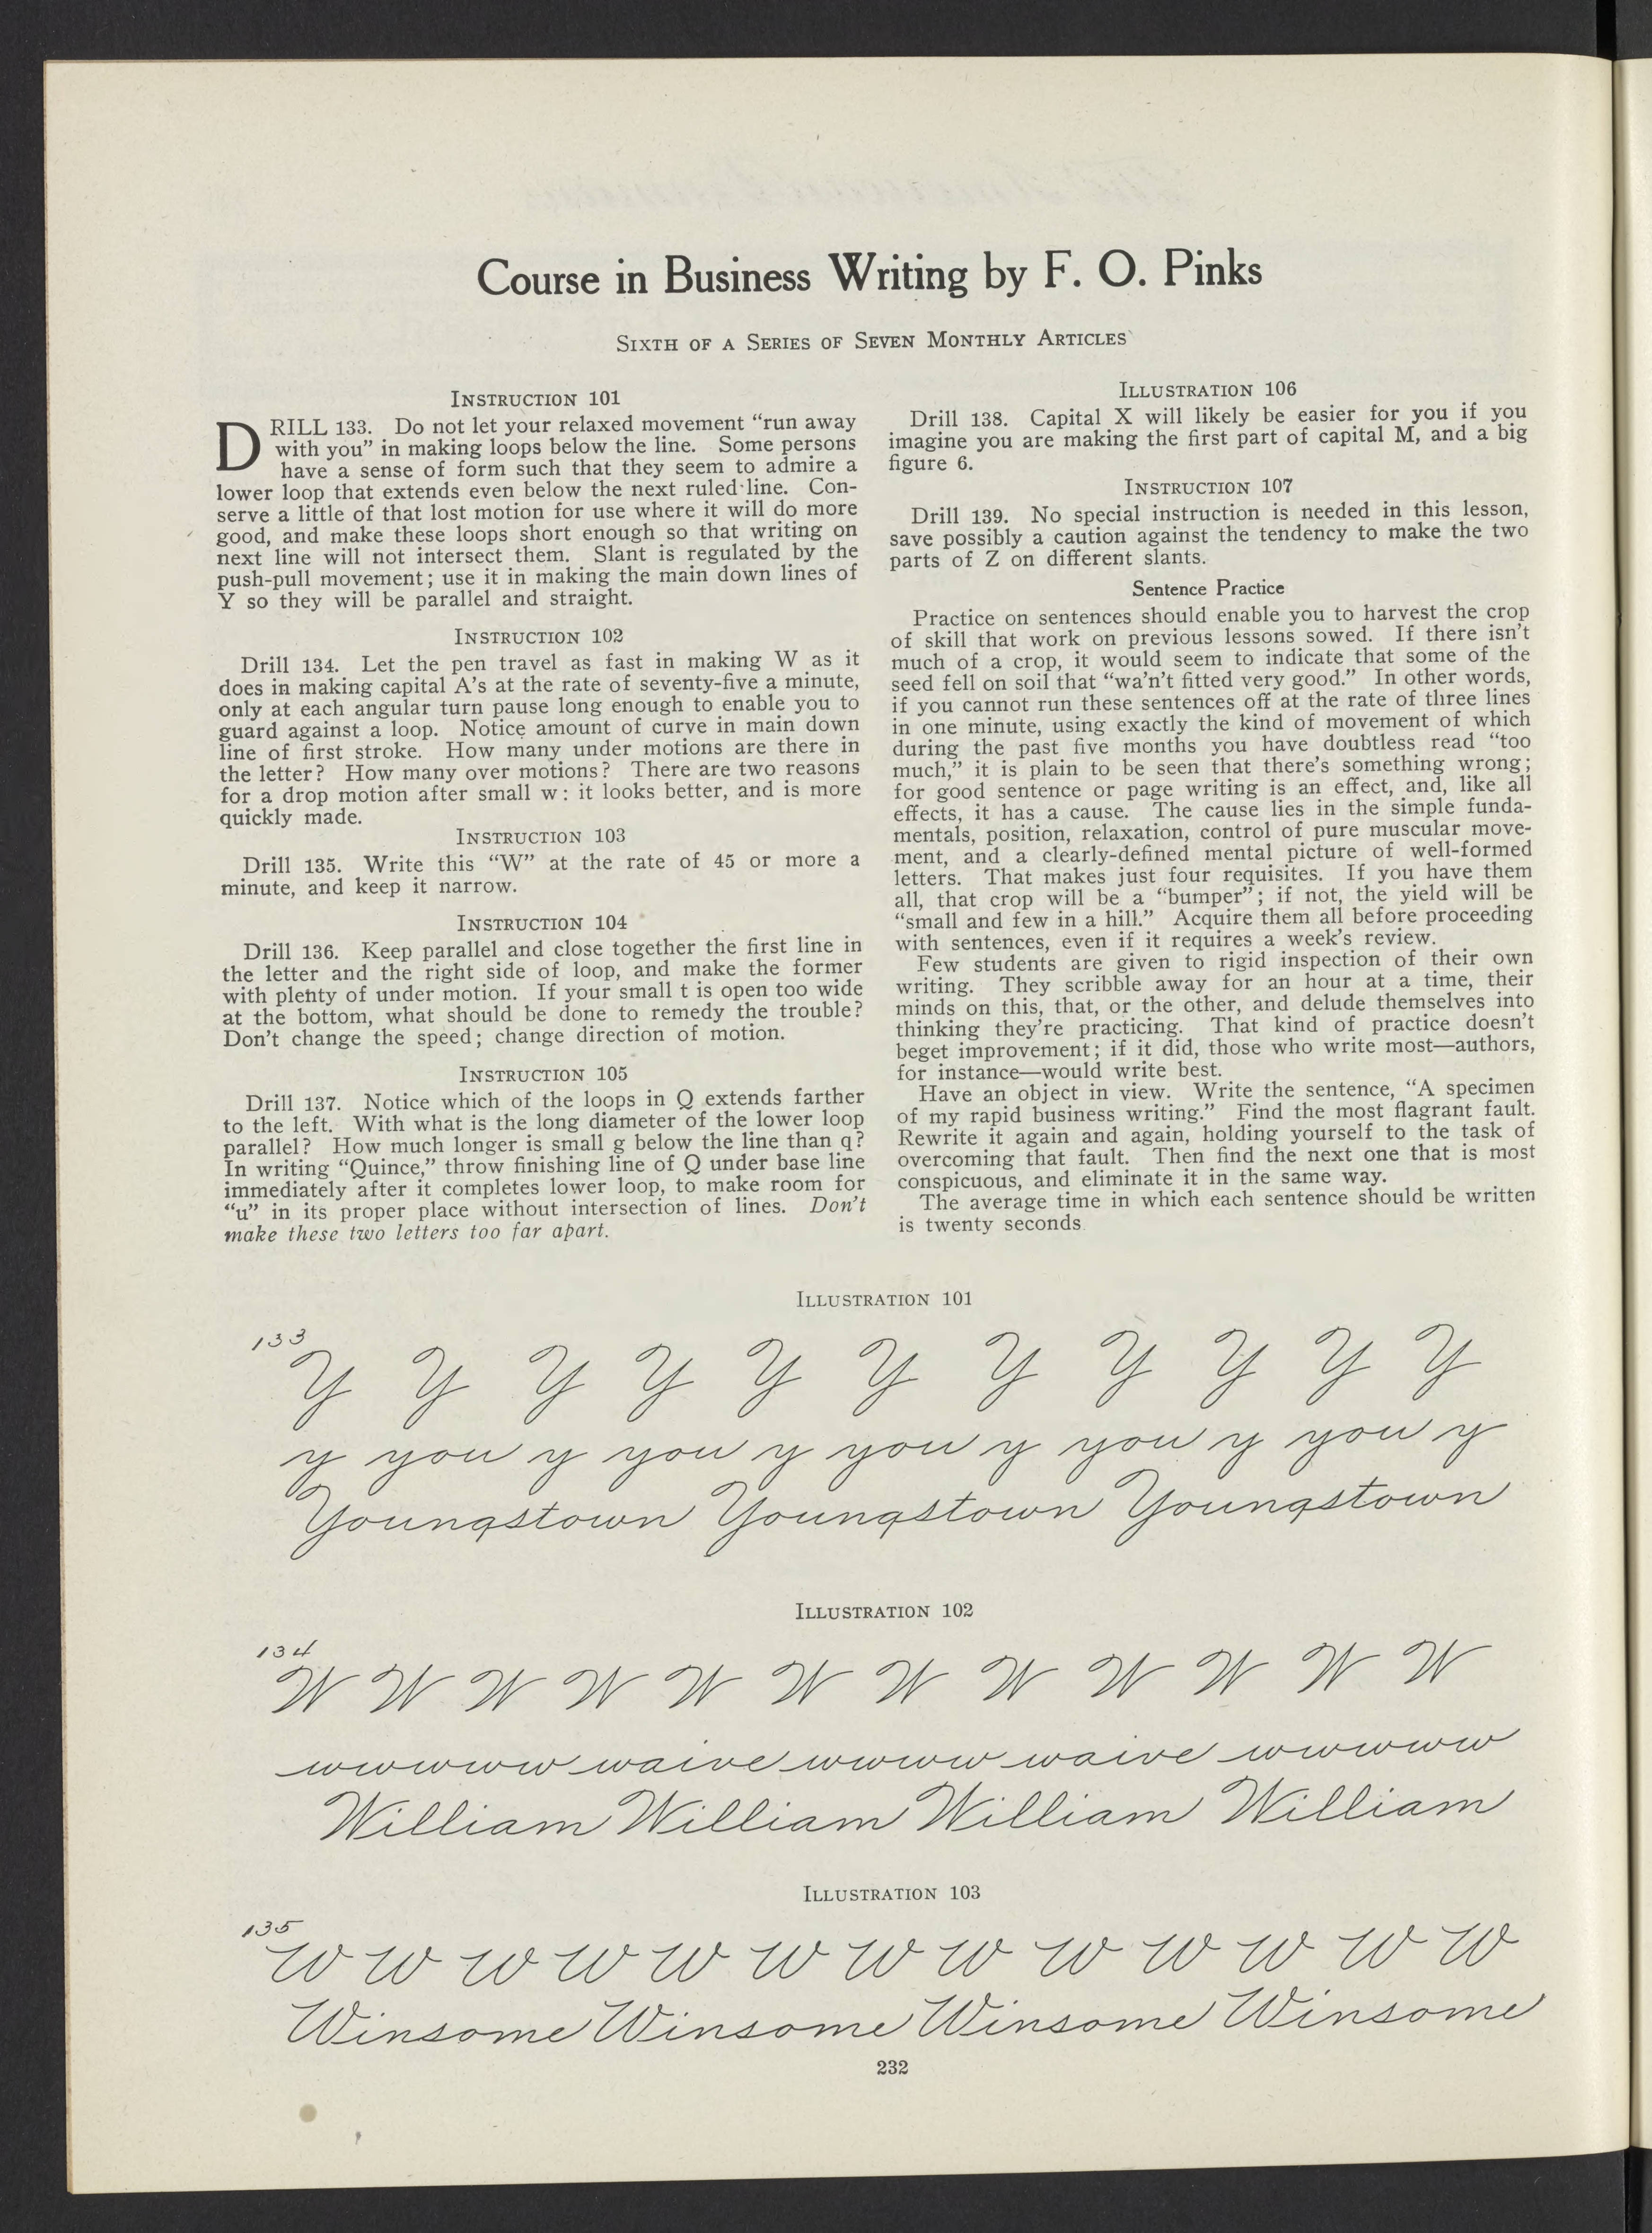 Course in Business Writing by F. O. Pinks
Sixth of a Series of Seven Monthly Articles
Instruction 101
DRILL 133. Do not let your relaxed movement “run away
with you” in making loops below the line. Some persons
have a sense of form such that they seem to admire a
lower loop that extends even below the next ruled line. Con-
serve a little of that lost motion for use where it will do more
good, and make these loops short enough so that writing on
next line will not intersect them. Slant is regulated by the
push-pull movement; use it in making the main down lines of
Y so they will be parallel and straight.
Instruction 102
Drill 134. Let the pen travel as fast in making W as it
does in making capital A’s at the rate of seventy-five a minute,
only at each angular turn pause long enough to enable you to
guard against a loop. Notice amount of curve in main down
line of first stroke. How many under motions are there in
the letter? How many over motions? There are two reasons
for a drop motion after small w: it looks better, and is more
quickly made.
Instruction 103
Drill 135. Write this “W” at the rate of 45 or more a
minute, and keep it narrow.
Instruction 104
Drill 136. Keep parallel and close together the first line in
the letter and the right side of loop, and make the former
with plenty of under motion. If your small t is open too wide
at the bottom, what should be done to remedy the trouble?
Don’t change the speed; change direction of motion.
Instruction 105
Drill 137. Notice which of the loops in Q extends farther
to the left. With what is the long diameter of the lower loop
parallel? How much longer is small g below the line than q?
In writing “Quince,” throw finishing line of Q under base line
immediately after it completes lower loop, to make room for
“u” in its proper place without intersection of lines. Don’t
make these two letters too far apart.
Illustration 106
Drill 138. Capital X will likely be easier for you if you
imagine you are making the first part of capital M, and a big
figure 6.
Instruction 107
Drill 139. No special instruction is needed in this lesson,
save possibly a caution against the tendency to make the two
parts of Z on different slants.
Sentence Practice
Practice on sentences should enable you to harvest the crop
of skill that work on previous lessons sowed. If there isn’t
much of a crop, it would seem to indicate that some of the
seed fell on soil that “wa’n’t fitted very good.” In other words,
if you cannot run these sentences off at the rate of three lines
in one minute, using exactly the kind of movement of which
during the past five months you have doubtless read “too
much,” it is plain to be seen that there’s something wrong;
for good sentence or page writing is an effect, and, like all
effects, it has a cause. The cause lies in the simple funda-
mentals, position, relaxation, control of pure muscular move-
ment, and a clearly-defined mental picture of well-formed
letters. That makes just four requisites. If you have them
all, that crop will be a “bumper”; if not, the yield will be
“small and few in a hill.” Acquire them all before proceeding
with sentences, even if it requires a week’s review.
Few students are given to rigid inspection of their own
writing. They scribble away for an hour at a time, their
minds on this, that, or the other, and delude themselves into
thinking they’re practicing. That kind of practice doesn’t
beget improvement; if it did, those who write most—authors,
for instance—would write best.
Have an object in view. Write the sentence, “A specimen
of my rapid business writing.” Find the most flagrant fault.
Rewrite it again and again, holding yourself to the task of
overcoming that fault. Then find the next one that is most
conspicuous, and eliminate it in the same way.
The average time in which each sentence should be written
is twenty seconds
Illustration 101
133
Y Y Y Y Y Y Y Y Y Y Y
y you y you y you y you y you y
Youngstown Youngstown Youngstown
Illustration 102
134
W W W W W W W W W W W W
wwwwww waive wwwww waive wwwwww
William William William William
Illustration 103
135
W W W W W W W W W W W W W
Winsome Winsome Winsome Winsome
232